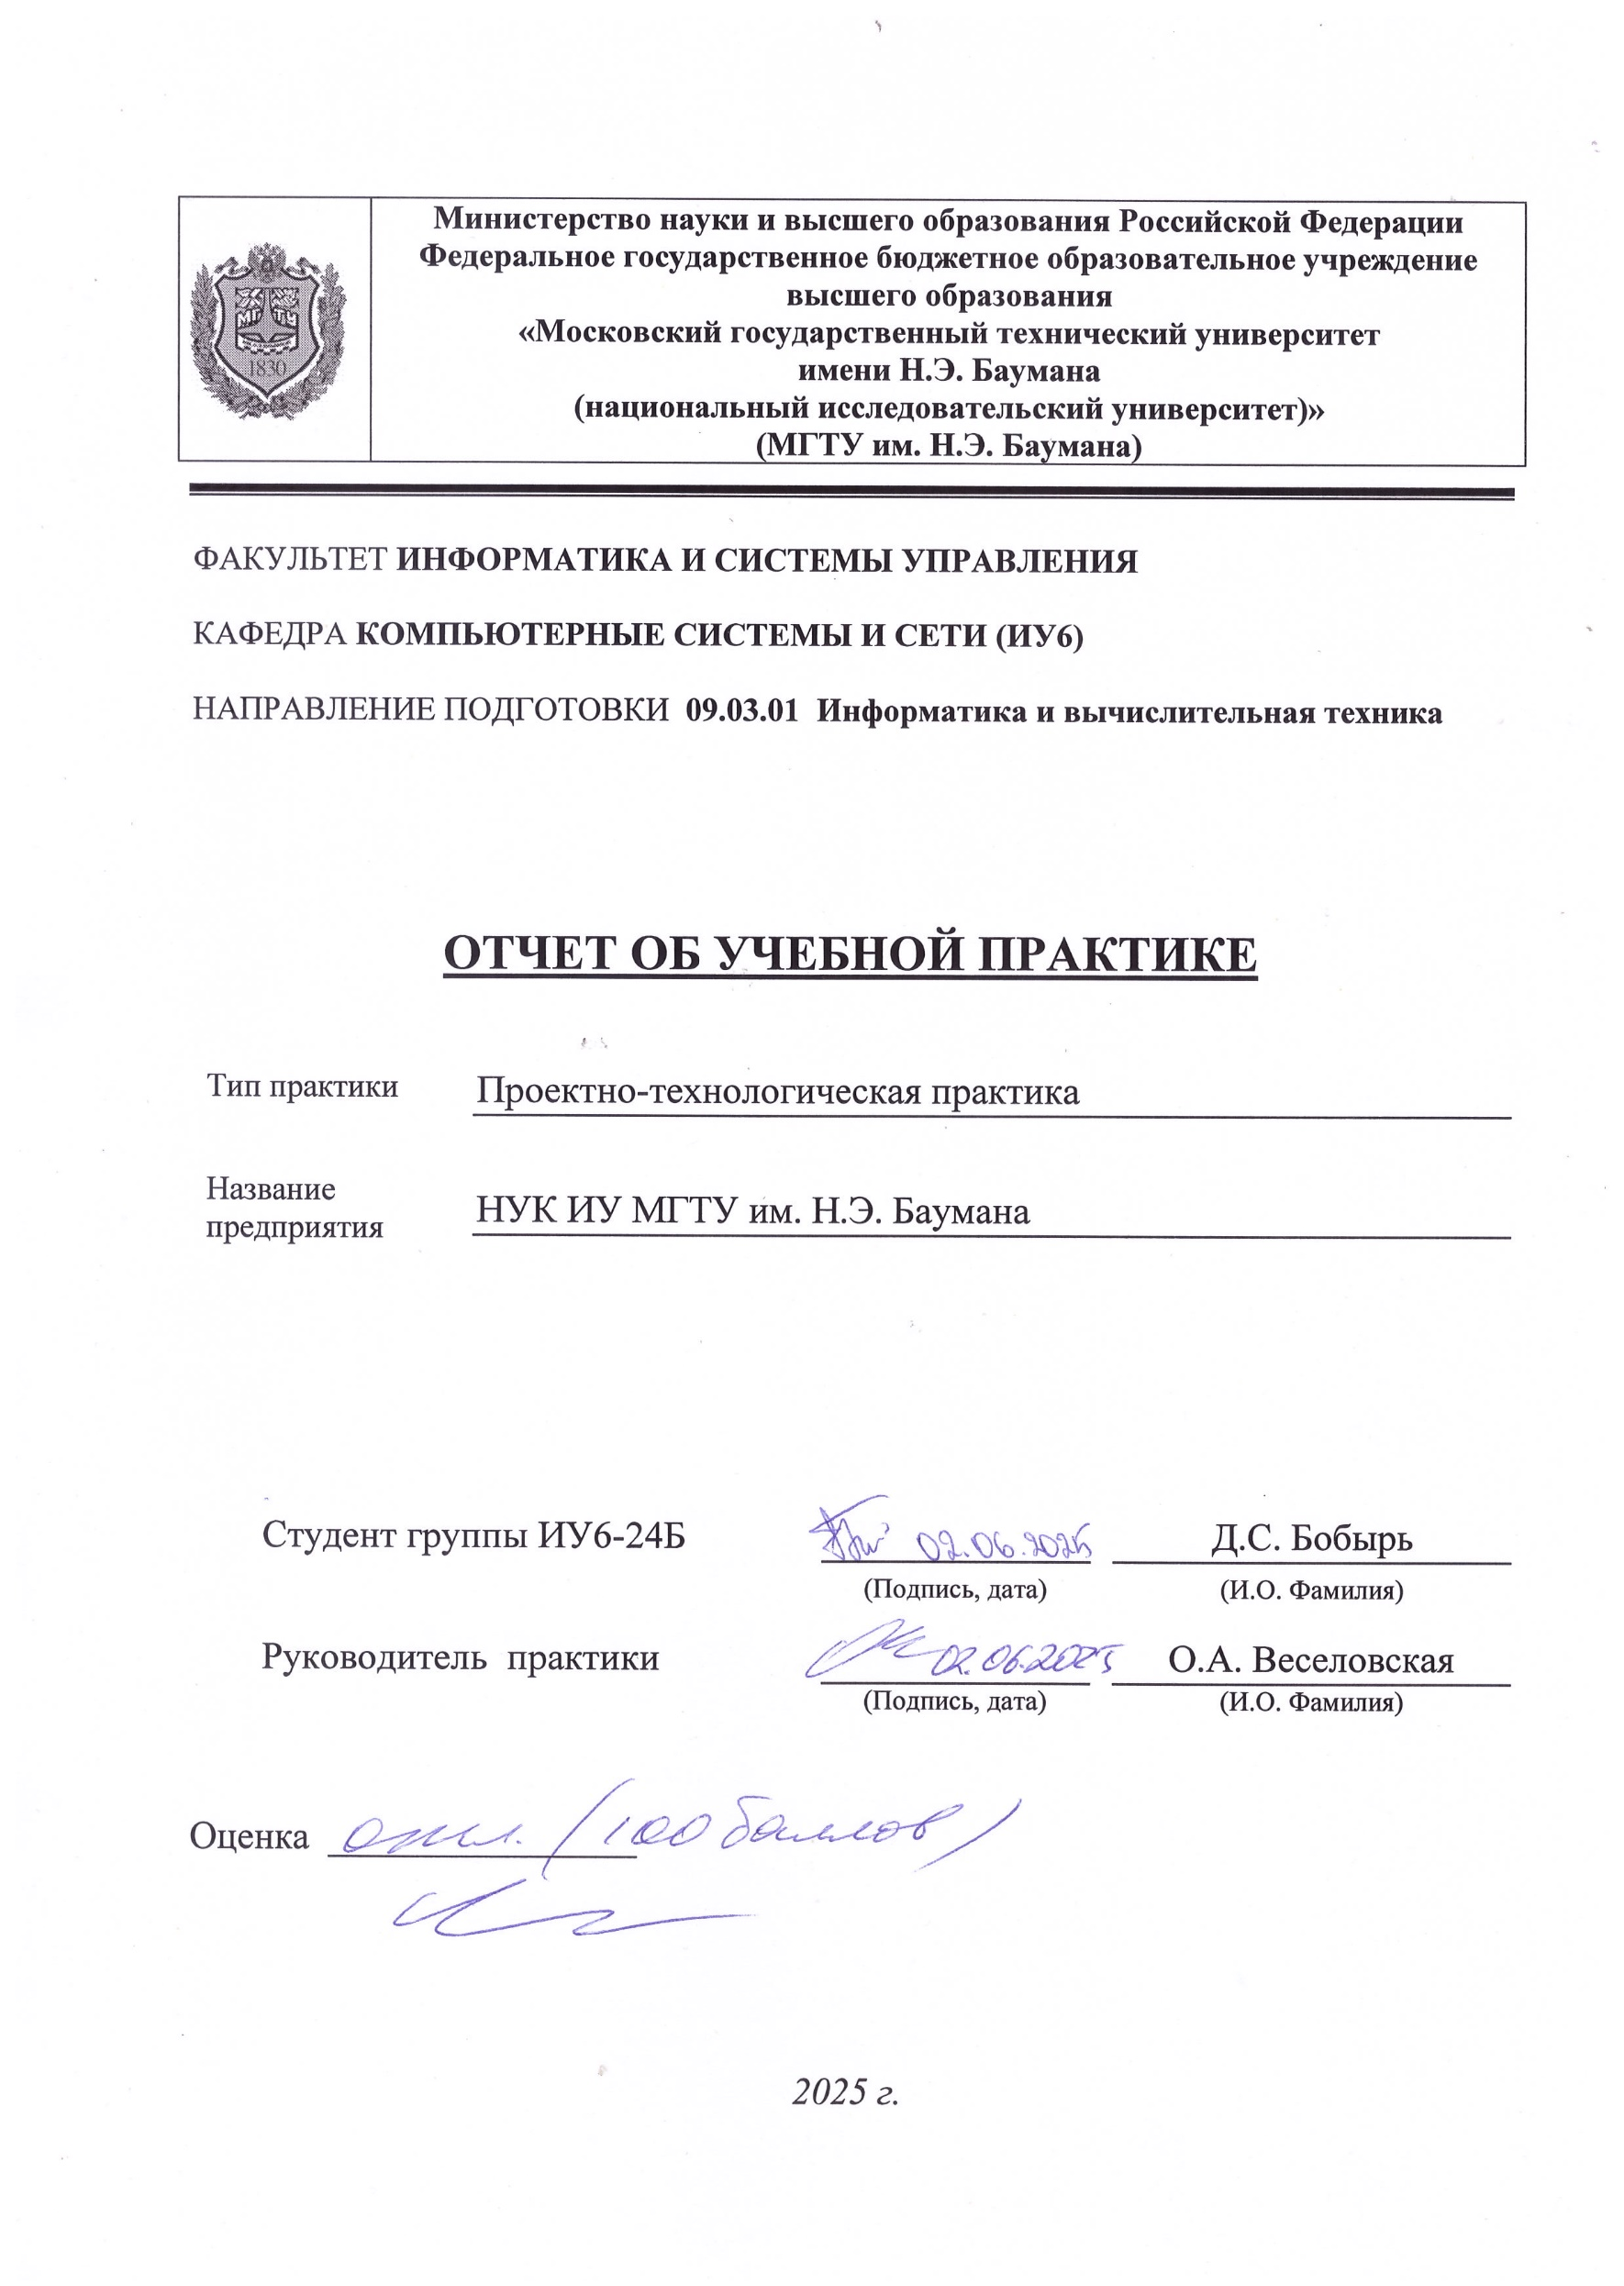 Министерство науки и высшего образования Российской Федерации
Федеральное государственное бюджетное образовательное учреждение
высшего образования
«Московский государственный технический университет
имени Н.Э. Баумана
(национальный исследовательский университет)»
(МГТУ им. Н.Э. Баумана)
МГТУ
1830
ФАКУЛЬТЕТ ИНФОРМАТИКА И СИСТЕМЫ УПРАВЛЕНИЯ
КАФЕДРА КОМПЬЮТЕРНЫЕ СИСТЕМЫ И СЕТИ (ИУ6)
НАПРАВЛЕНИЕ ПОДГОТОВКИ 09.03.01 Информатика и вычислительная техника
ОТЧЕТ ОБ УЧЕБНОЙ ПРАКТИКЕ
Тип практики Проектно-технологическая практика
Название
предприятия НУК ИУ МГТУ им. Н.Э. Баумана
Студент группы ИУ6-24Б 02.06.2025 Д.С. Бобырь
(Подпись, дата) (И.О. Фамилия)
Руководитель практики 02.06.2025 О.А. Веселовская
(Подпись, дата) (И.О. Фамилия)
Оценка отл. (100 баллов)
2025 г.